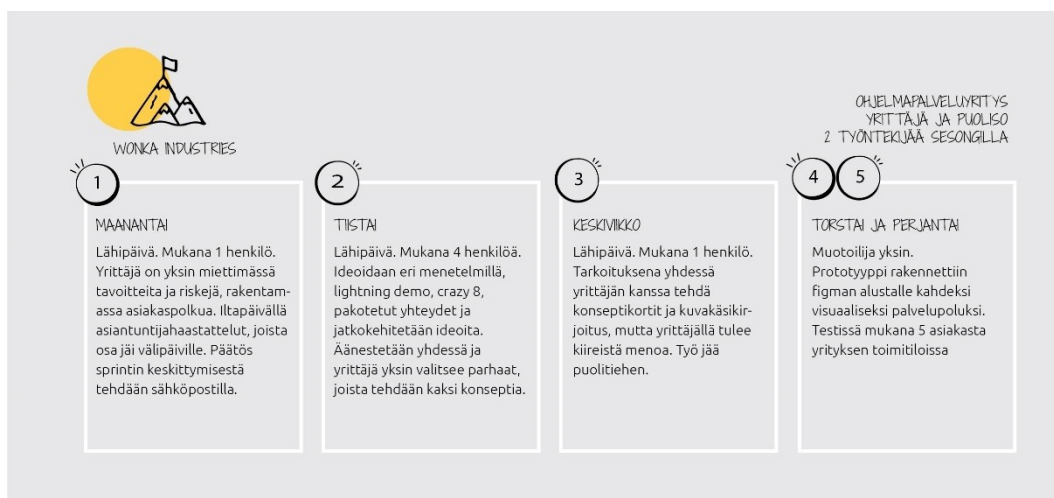 WONKA INDUSTRIES
OHJELMAPALVELUYRITYS
YRITTÄJÄ JA PUOLISO
2 TYÖNTEKIJÄÄ SESONGILLA
1
MAANANTAI
Lähipäivä. Mukana 1 henkilö.
Yrittäjä on yksin miettimässä
tavoitteita ja riskejä, rakentam-
assa asiakaspolkua. Iltapäivällä
asiantuntijahaastattelut, joista
osa jäi välipäiville. Päätös
sprintin keskittymisestä
tehdään sähköpostilla.
2
TIISTAI
Lähipäivä. Mukana 4 henkilöä.
Ideoidaan eri menetelmillä,
lightning demo, crazy 8,
pakotetut yhteydet ja
jatkokehitetään ideoita.
Äänestetään yhdessä ja
yrittäjä yksin valitsee parhaat,
joista tehdään kaksi konseptia.
3
KESKIVIIKKO
Lähipäivä. Mukana 1 henkilö.
Tarkoituksena yhdessä
yrittäjän kanssa tehdä
konseptikortit ja kuvakäsikir-
joitus, mutta yrittäjällä tulee
kiireistä menoa. Työ jää
puolitiehen.
4 5
TORSTAI JA PERJANTAI
Muotoilija yksin.
Prototyyppi rakennettiin
figman alustalle kahdeksi
visuaaliseksi palvelupoluksi.
Testissä mukana 5 asiakasta
yrityksen toimitiloissa